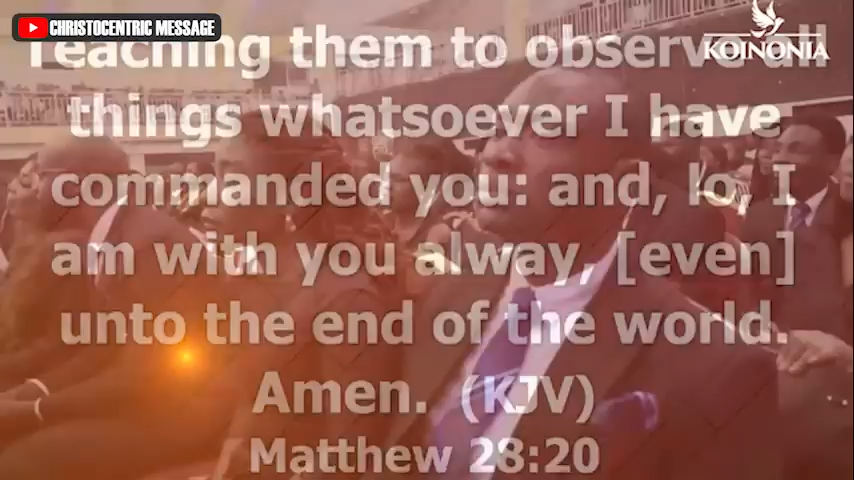 CHRISTOCENTRIC MESSAGE
KOINONIA
Teaching them to observe all
things whatsoever I have
commanded you: and, lo, I
am with you alway, [even]
unto the end of the world.
Amen. (KJV)
Matthew 28:20